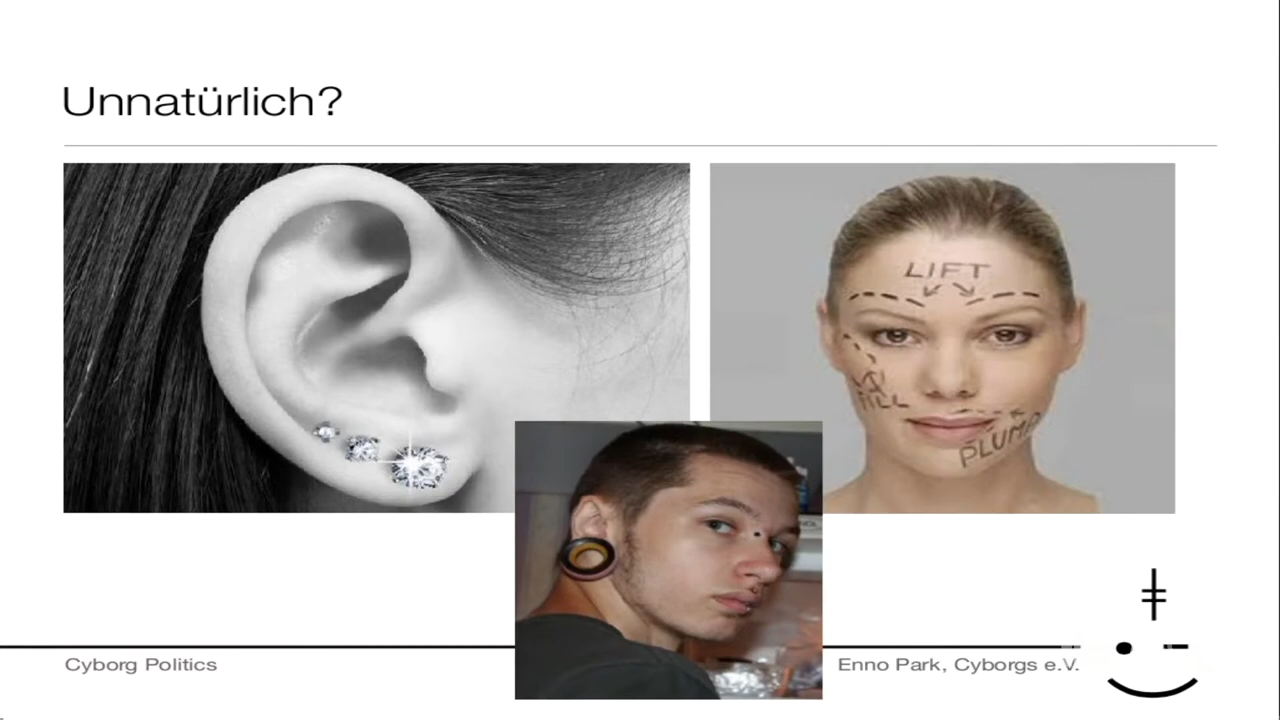 Unnatürlich?
LIFT
FILL
PLUMP
Cyborg Politics
Enno Park, Cyborgs e.V.